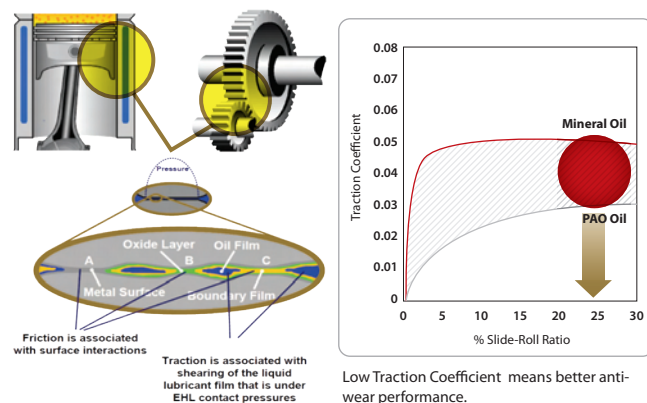 Pressure
Oxide Layer
Oil Film
A
B
C
Metal Surface
Boundary Film
Friction is associated
with surface interactions
Traction is associated with
shearing of the liquid
lubricant film that is under
EHL contact pressures
0.08
0.07
0.06
0.05
0.04
0.03
0.02
0.01
0
Traction Coefficient
Mineral Oil
PAO Oil
0 5 10 15 20 25 30
% Slide-Roll Ratio
Low Traction Coefficient means better anti-
wear performance.